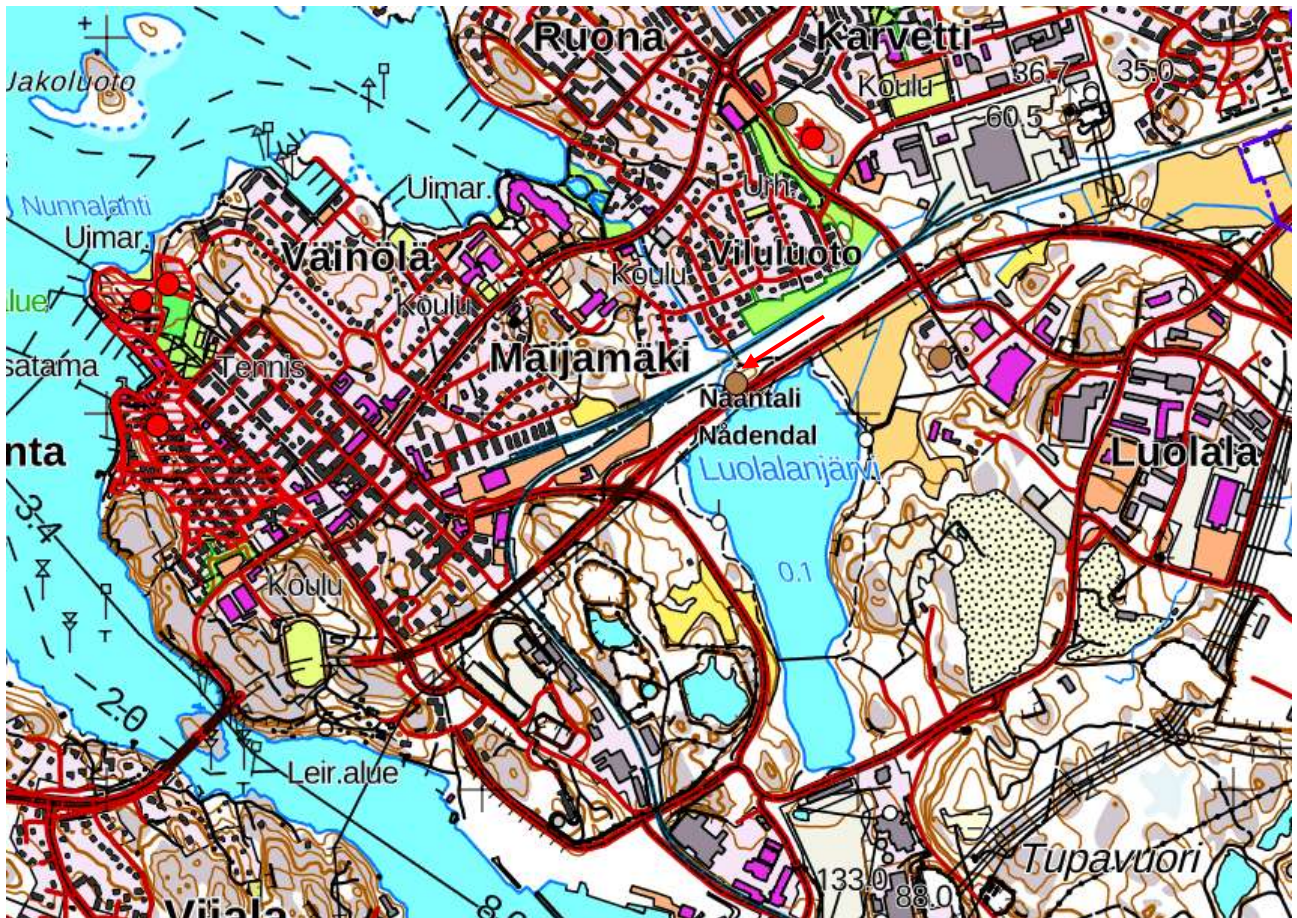 Ruona
Karvetti
Jakoluoto
Koulu
36.7
35.0
60.5
Uimar.
Urh.
Nunnalahti
Uimar.
Väinölä
Viluluoto
Koulu
Koulu
alue
satama
Tennis
Maijamäki
Naantali
Nådendal
nta
Luolala
Luolalanjärvi
3.4
0.1
Koulu
2.0
Leir.alue
Tupavuori
133.0
88.0
Viiala
8.0